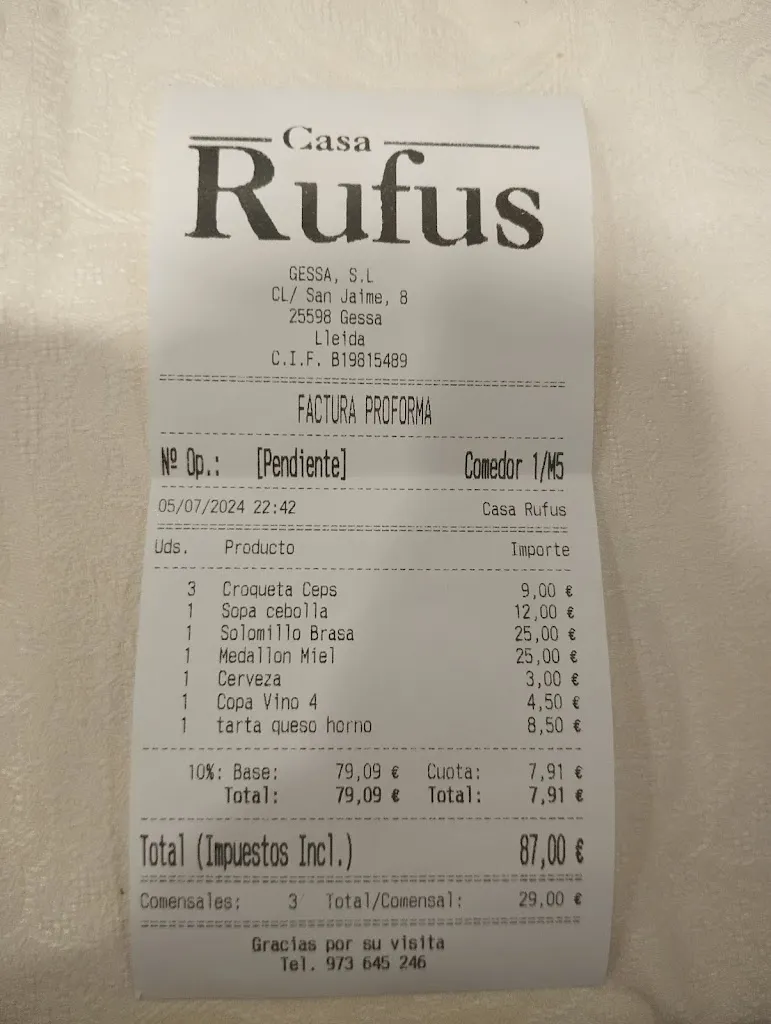 Casa
Rufus
GESSA, S.L
CL/ San Jaime, 8
25598 Gessa
Lleida
C.I.F. B19815489
FACTURA PROFORMA
Nº Op.: [Pendiente] Comedor 1/M5
05/07/2024 22:42 Casa Rufus
Uds. Producto Importe
3 Croqueta Ceps 9,00 €
1 Sopa cebolla 12,00 €
1 Solomillo Brasa 25,00 €
1 Medallon Miel 25,00 €
1 Cerveza 3,00 €
1 Copa Vino 4 4,50 €
1 tarta queso horno 8,50 €
10%: Base: 79,09 € Cuota: 7,91 €
Total: 79,09 € Total: 7,91 €
Total (Impuestos Incl.) 87,00 €
Comensales: 3 Total/Comensal: 29,00 €
Gracias por su visita
Tel. 973 645 246